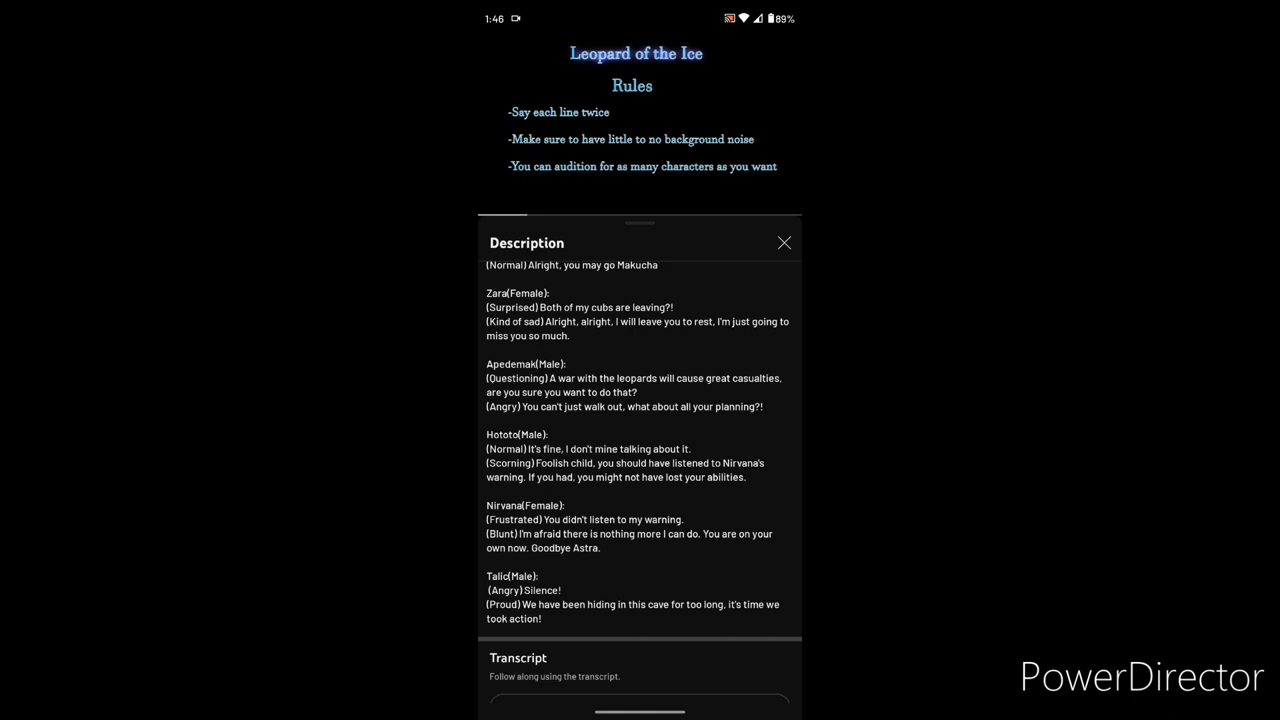 1:46
89%
Leopard of the Ice
Rules
-Say each line twice
-Make sure to have little to no background noise
-You can audition for as many characters as you want
Description
(Normal) Alright, you may go Makucha
Zara(Female):
(Surprised) Both of my cubs are leaving?!
(Kind of sad) Alright, alright, I will leave you to rest, I'm just going to
miss you so much.
Apedemak(Male):
(Questioning) A war with the leopards will cause great casualties,
are you sure you want to do that?
(Angry) You can't just walk out, what about all your planning?!
Hototo(Male):
(Normal) It's fine, I don't mine talking about it.
(Scorning) Foolish child, you should have listened to Nirvana's
warning. If you had, you might not have lost your abilities.
Nirvana(Female):
(Frustrated) You didn't listen to my warning.
(Blunt) I'm afraid there is nothing more I can do. You are on your
own now. Goodbye Astra.
Talic(Male):
(Angry) Silence!
(Proud) We have been hiding in this cave for too long, it's time we
took action!
Transcript
Follow along using the transcript.
PowerDirector